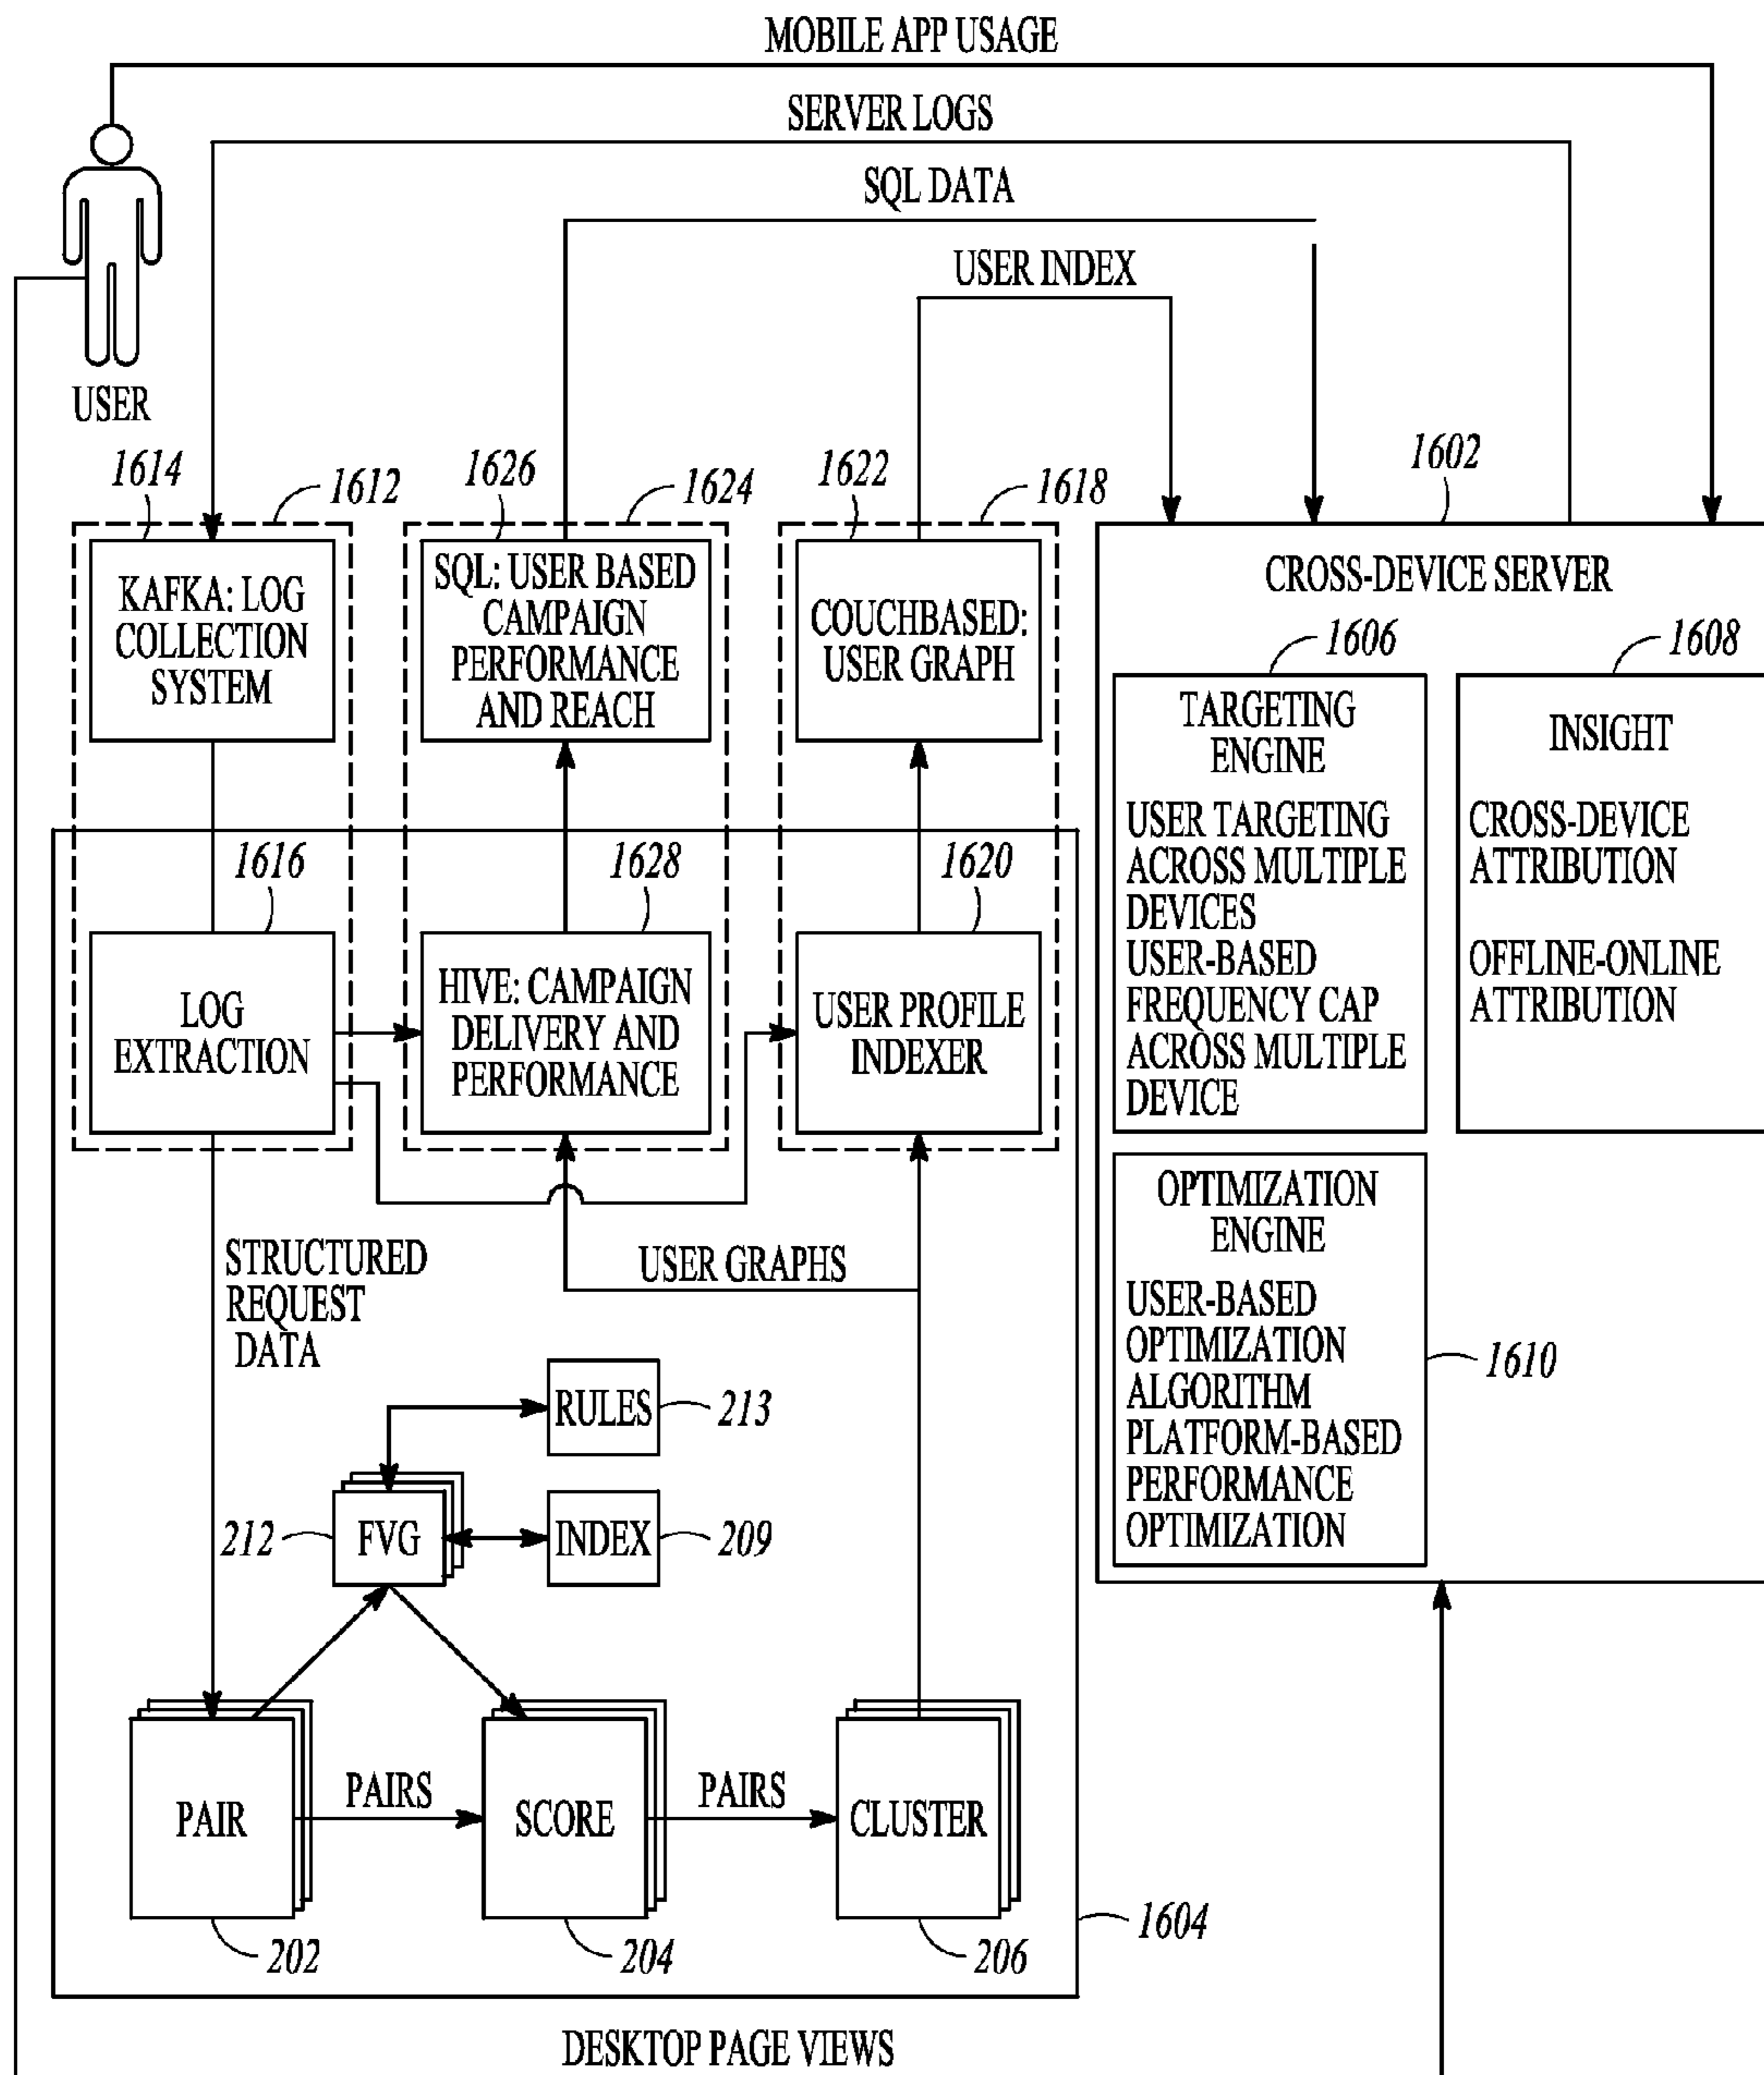 MOBILE APP USAGE
SERVER LOGS
SQL DATA
USER INDEX
USER
1614
1612
1626
1624
1622
1618
1602
KAFKA: LOG
COLLECTION
SYSTEM
SQL: USER BASED
CAMPAIGN
PERFORMANCE
AND REACH
COUCHBASED:
USER GRAPH
CROSS-DEVICE SERVER
1606
1608
TARGETING
ENGINE
USER TARGETING
ACROSS MULTIPLE
DEVICES
USER-BASED
FREQUENCY CAP
ACROSS MULTIPLE
DEVICE
INSIGHT
CROSS-DEVICE
ATTRIBUTION
OFFLINE-ONLINE
ATTRIBUTION
1616
1628
1620
LOG
EXTRACTION
HIVE: CAMPAIGN
DELIVERY AND
PERFORMANCE
USER PROFILE
INDEXER
OPTIMIZATION
ENGINE
USER-BASED
OPTIMIZATION
ALGORITHM
PLATFORM-BASED
PERFORMANCE
OPTIMIZATION
1610
STRUCTURED
REQUEST
DATA
USER GRAPHS
RULES
213
212
FVG
INDEX
209
PAIR
PAIRS
SCORE
PAIRS
CLUSTER
202
204
206
1604
DESKTOP PAGE VIEWS